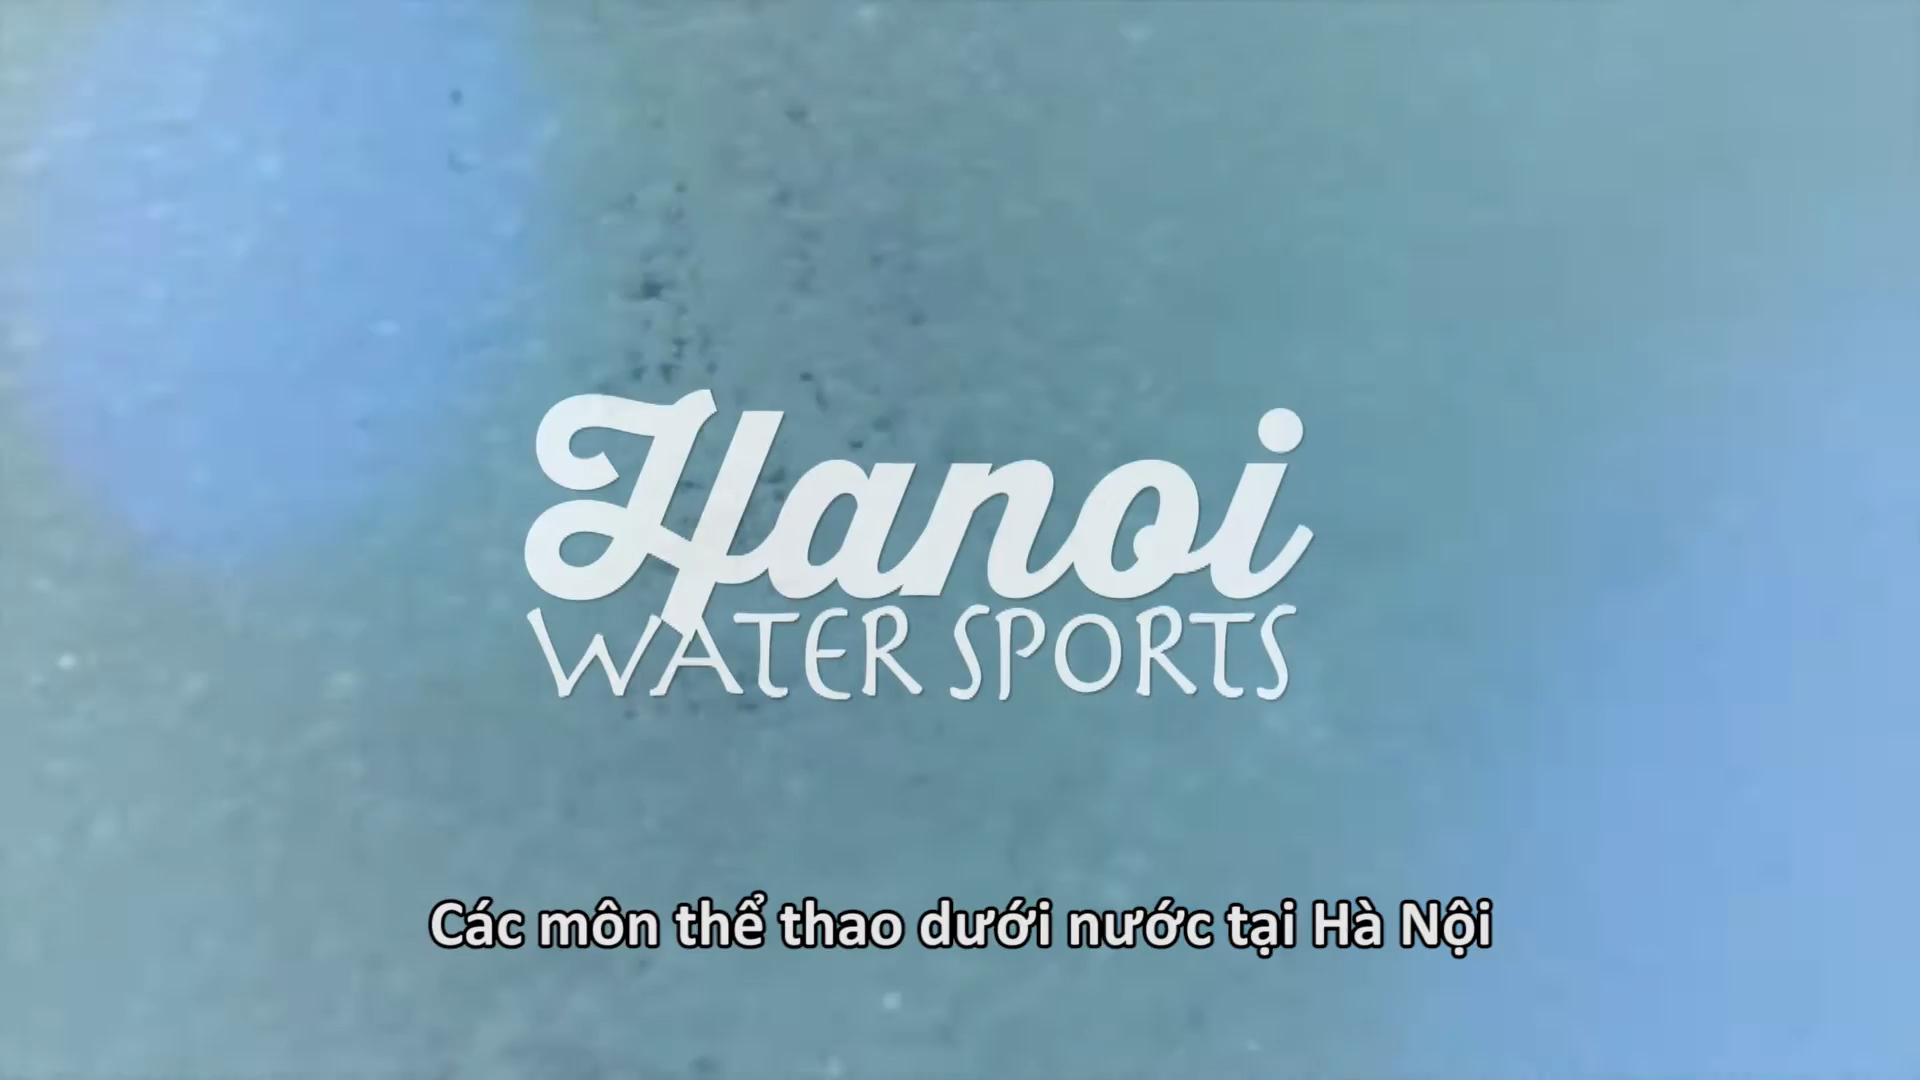 Hanoi
WATER SPORTS
Các môn thể thao dưới nước tại Hà Nội